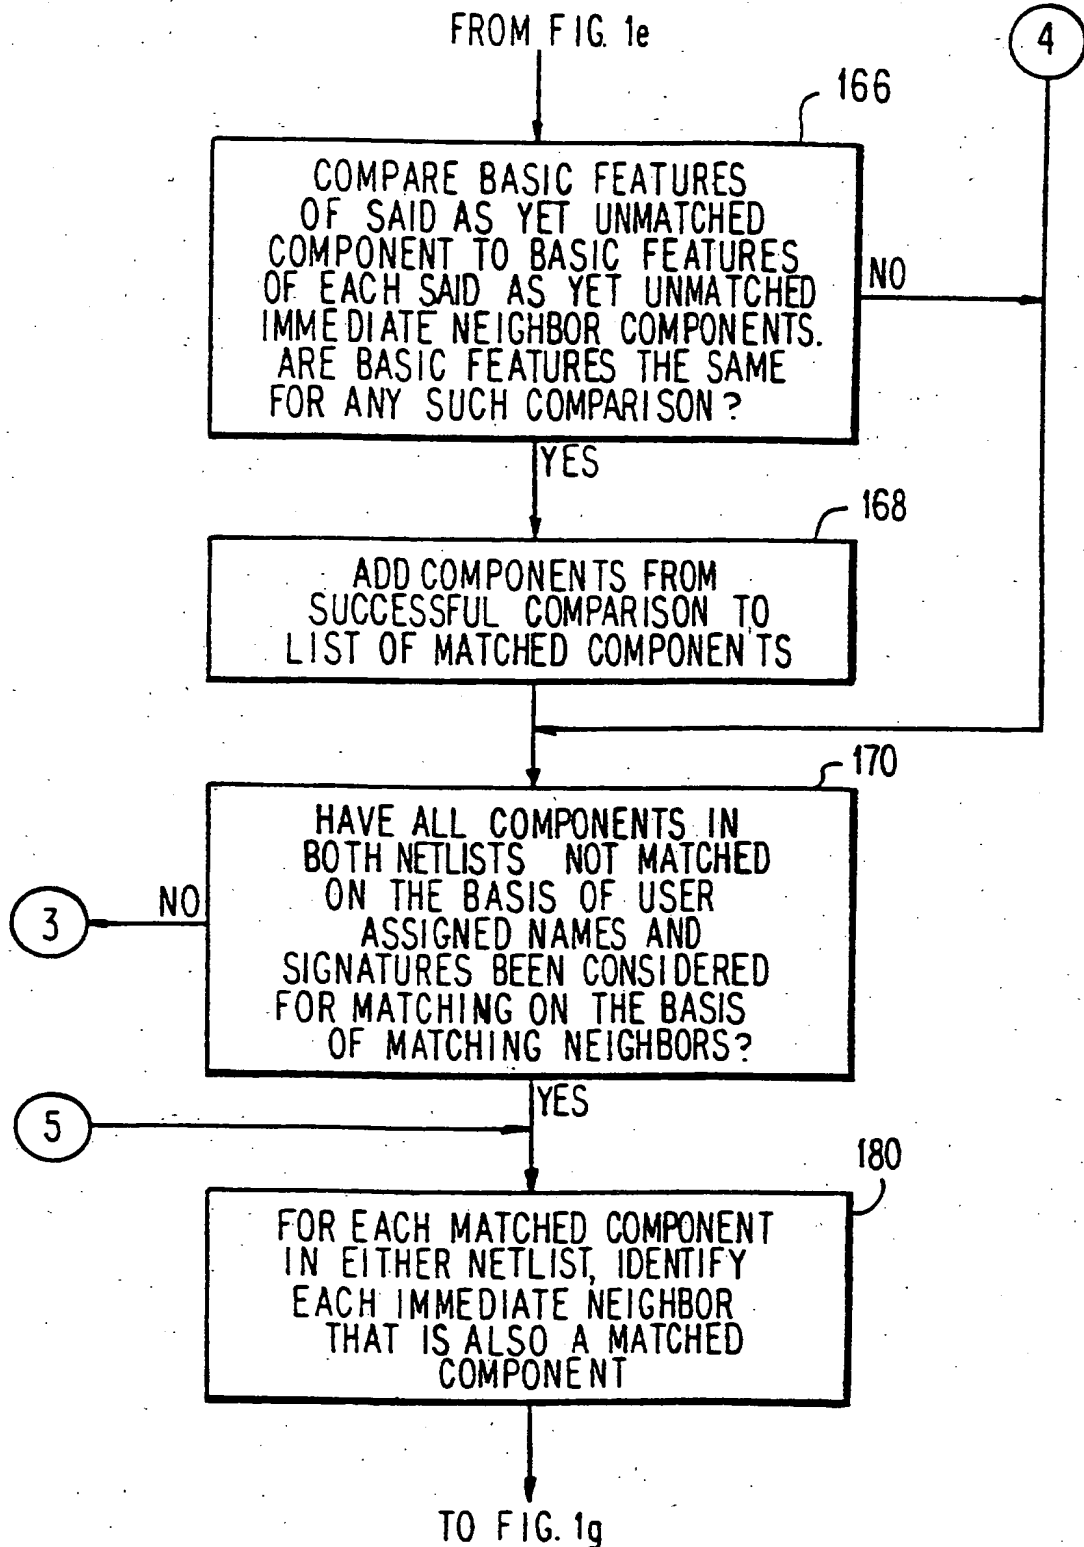 FROM FIG. 1e
4
166
COMPARE BASIC FEATURES
OF SAID AS YET UNMATCHED
COMPONENT TO BASIC FEATURES
OF EACH SAID AS YET UNMATCHED
IMMEDIATE NEIGHBOR COMPONENTS.
ARE BASIC FEATURES THE SAME
FOR ANY SUCH COMPARISON?
NO
YES
168
ADD COMPONENTS FROM
SUCCESSFUL COMPARISON TO
LIST OF MATCHED COMPONENTS
170
HAVE ALL COMPONENTS IN
BOTH NETLISTS NOT MATCHED
ON THE BASIS OF USER
ASSIGNED NAMES AND
SIGNATURES BEEN CONSIDERED
FOR MATCHING ON THE BASIS
OF MATCHING NEIGHBORS?
NO
3
YES
5
180
FOR EACH MATCHED COMPONENT
IN EITHER NETLIST, IDENTIFY
EACH IMMEDIATE NEIGHBOR
THAT IS ALSO A MATCHED
COMPONENT
TO FIG. 1g